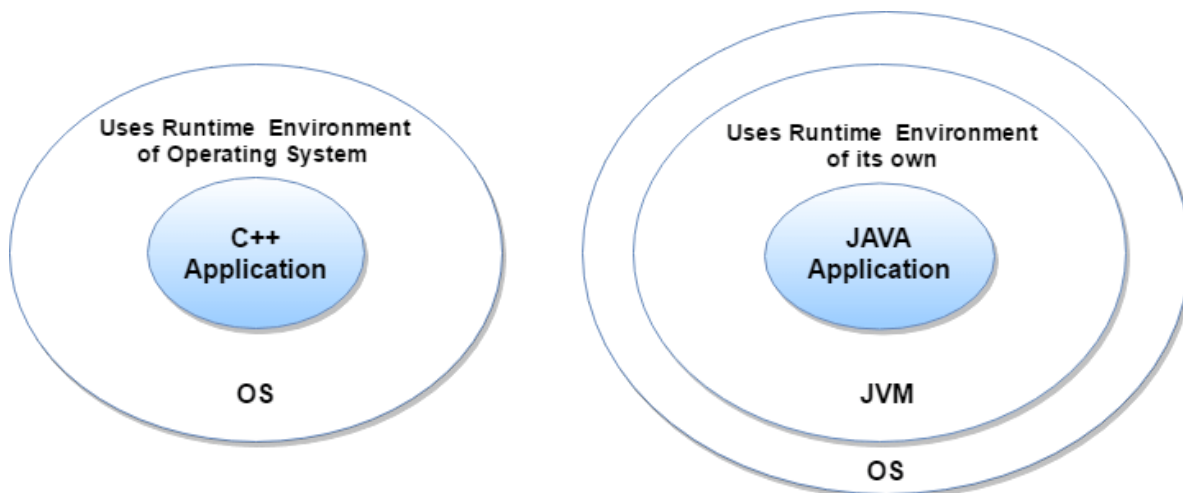 Uses Runtime Environment
of Operating System
C++
Application
OS
Uses Runtime Environment
of its own
JAVA
Application
JVM
OS